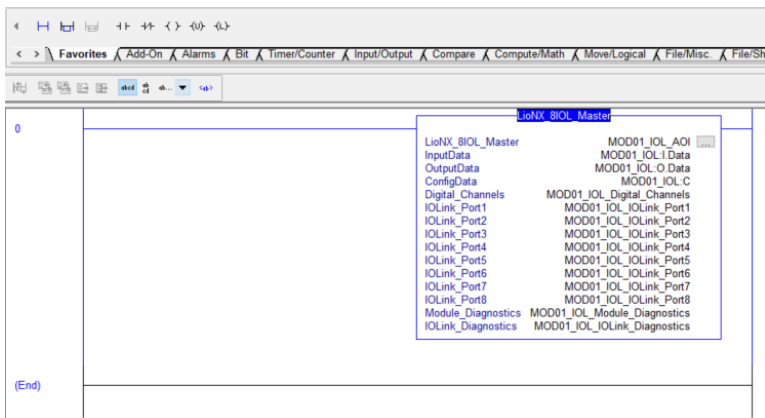 Favorites Add-On Alarms Bit Timer/Counter Input/Output Compare Compute/Math Move/Logical File/Misc. File/Sh
0
LioNX_8IOL_Master
LioNX_8IOL_Master MOD01_IOL_AOI ...
InputData MOD01_IOL:I.Data
OutputData MOD01_IOL:O.Data
ConfigData MOD01_IOL:C
Digital_Channels MOD01_IOL_Digital_Channels
IOLink_Port1 MOD01_IOL_IOLink_Port1
IOLink_Port2 MOD01_IOL_IOLink_Port2
IOLink_Port3 MOD01_IOL_IOLink_Port3
IOLink_Port4 MOD01_IOL_IOLink_Port4
IOLink_Port5 MOD01_IOL_IOLink_Port5
IOLink_Port6 MOD01_IOL_IOLink_Port6
IOLink_Port7 MOD01_IOL_IOLink_Port7
IOLink_Port8 MOD01_IOL_IOLink_Port8
Module_Diagnostics MOD01_IOL_Module_Diagnostics
IOLink_Diagnostics MOD01_IOL_IOLink_Diagnostics
(End)